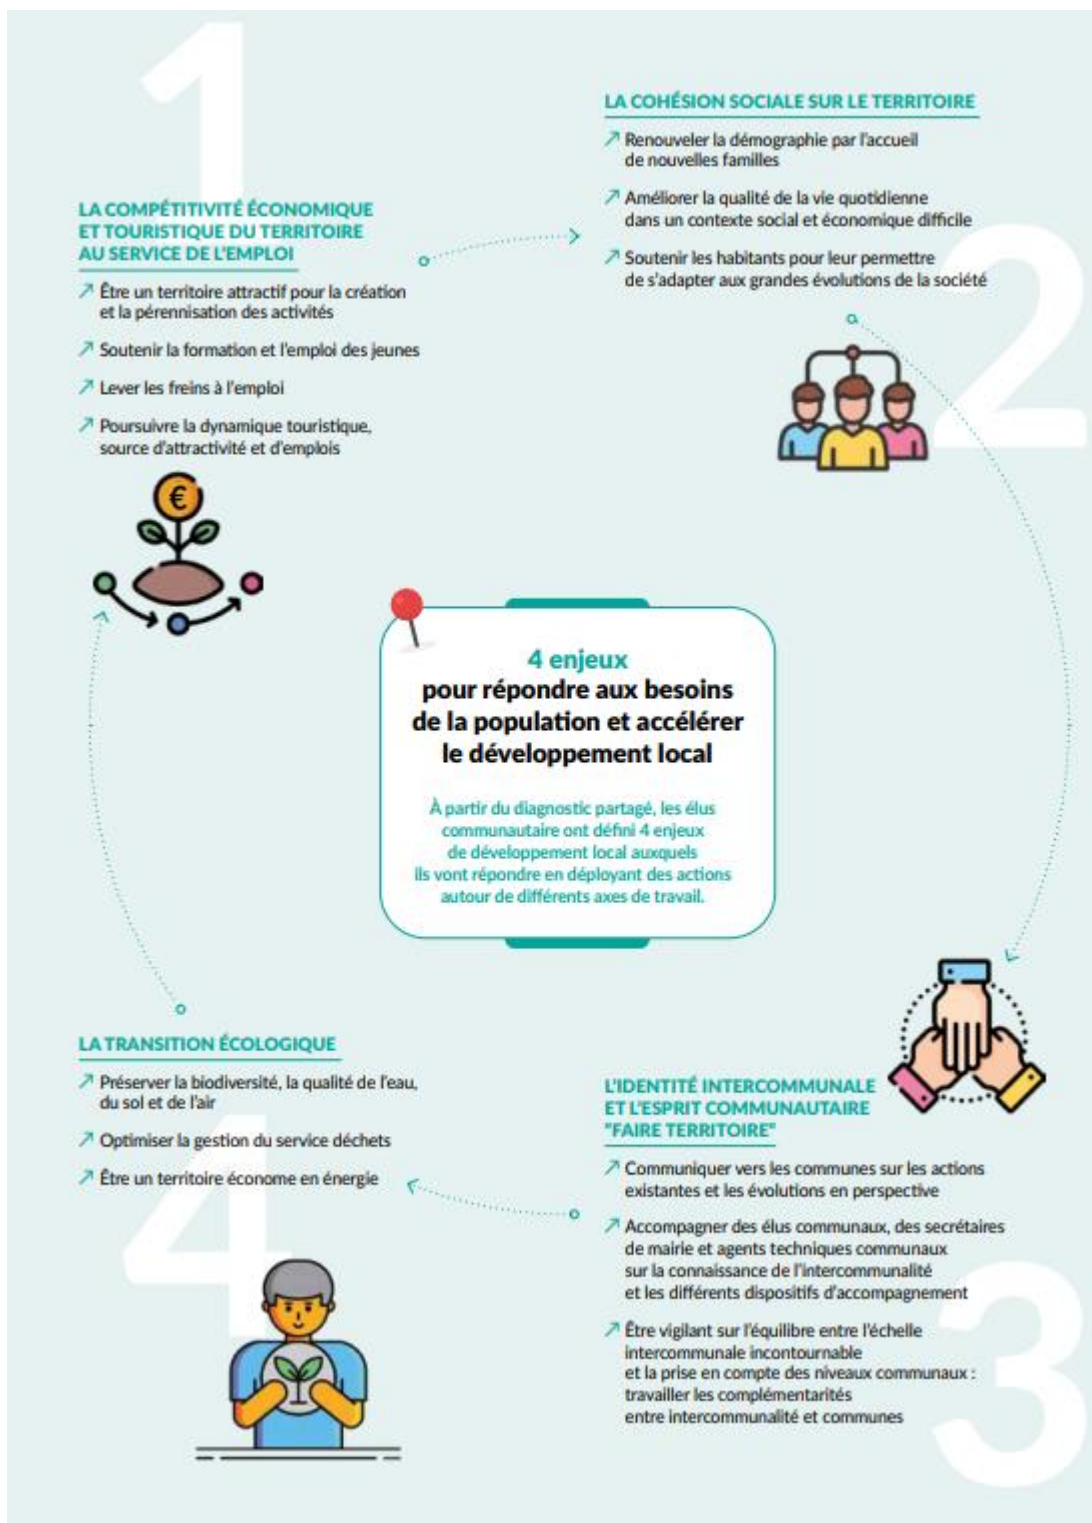 1
LA COMPÉTITIVITÉ ÉCONOMIQUE
ET TOURISTIQUE DU TERRITOIRE
AU SERVICE DE L'EMPLOI
↗ Être un territoire attractif pour la création
et la pérennisation des activités
↗ Soutenir la formation et l'emploi des jeunes
↗ Lever les freins à l'emploi
↗ Poursuivre la dynamique touristique,
source d'attractivité et d'emplois
€
LA COHÉSION SOCIALE SUR LE TERRITOIRE
↗ Renouveler la démographie par l'accueil
de nouvelles familles
↗ Améliorer la qualité de la vie quotidienne
dans un contexte social et économique difficile
↗ Soutenir les habitants pour leur permettre
de s'adapter aux grandes évolutions de la société
2
4 enjeux
pour répondre aux besoins
de la population et accélérer
le développement local
À partir du diagnostic partagé, les élus
communautaire ont défini 4 enjeux
de développement local auxquels
ils vont répondre en déployant des actions
autour de différents axes de travail.
L'IDENTITÉ INTERCOMMUNALE
ET L'ESPRIT COMMUNAUTAIRE
"FAIRE TERRITOIRE"
↗ Communiquer vers les communes sur les actions
existantes et les évolutions en perspective
↗ Accompagner des élus communaux, des secrétaires
de mairie et agents techniques communaux
sur la connaissance de l'intercommunalité
et les différents dispositifs d'accompagnement
↗ Être vigilant sur l'équilibre entre l'échelle
intercommunale incontournable
et la prise en compte des niveaux communaux :
travailler les complémentarités
entre intercommunalité et communes
3
LA TRANSITION ÉCOLOGIQUE
↗ Préserver la biodiversité, la qualité de l'eau,
du sol et de l'air
↗ Optimiser la gestion du service déchets
↗ Être un territoire économe en énergie
4